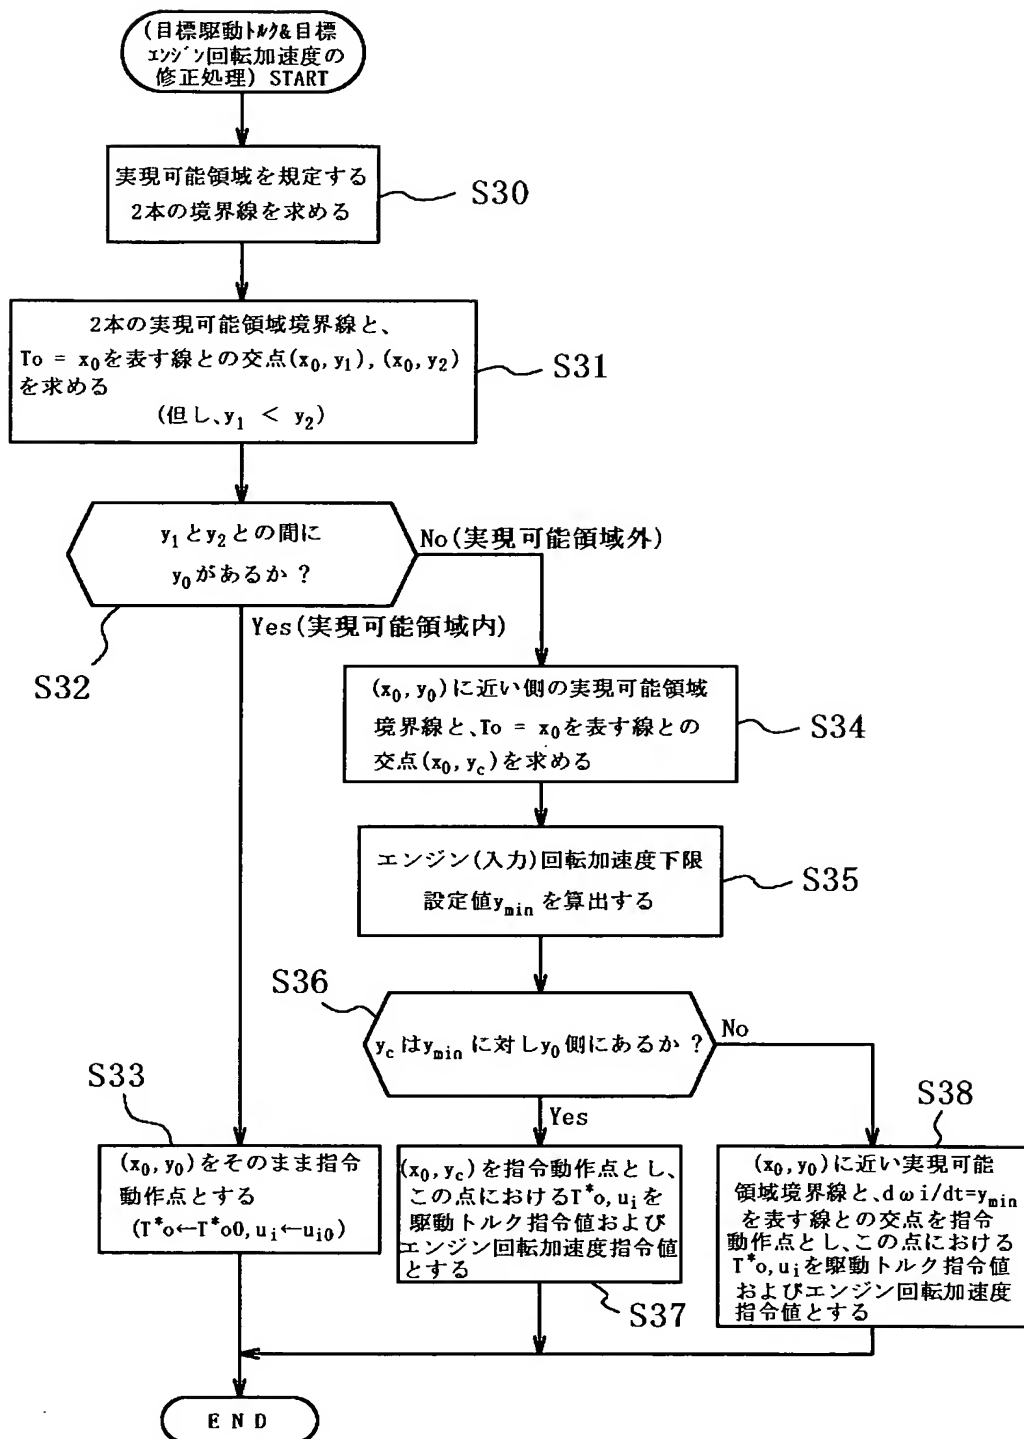 (目標駆動ﾄﾙｸ&目標
ｴﾝｼﾞﾝ回転加速度の
修正処理) START
実現可能領域を規定する
2本の境界線を求める
S30
2本の実現可能領域境界線と、
To = x0を表す線との交点(x0,y1),(x0,y2)
を求める
(但し、y1 < y2)
S31
y1とy2との間に
y0があるか?
No(実現可能領域外)
Yes(実現可能領域内)
S32
(x0,y0)に近い側の実現可能領域
境界線と、To = x0を表す線との
交点(x0,yc)を求める
S34
エンジン(入力)回転加速度下限
設定値yminを算出する
S35
S36
ycはyminに対しy0側にあるか?
No
Yes
S33
(x0,y0)をそのまま指令
動作点とする
(T*o←T*o0,ui←ui0)
(x0,yc)を指令動作点とし、
この点におけるT*o,uiを
駆動トルク指令値および
エンジン回転加速度指令値
とする
S37
S38
(x0,y0)に近い実現可能
領域境界線と、dωi/dt=ymin
を表す線との交点を指令
動作点とし、この点における
T*o,uiを駆動トルク指令値
およびエンジン回転加速度
指令値とする
END